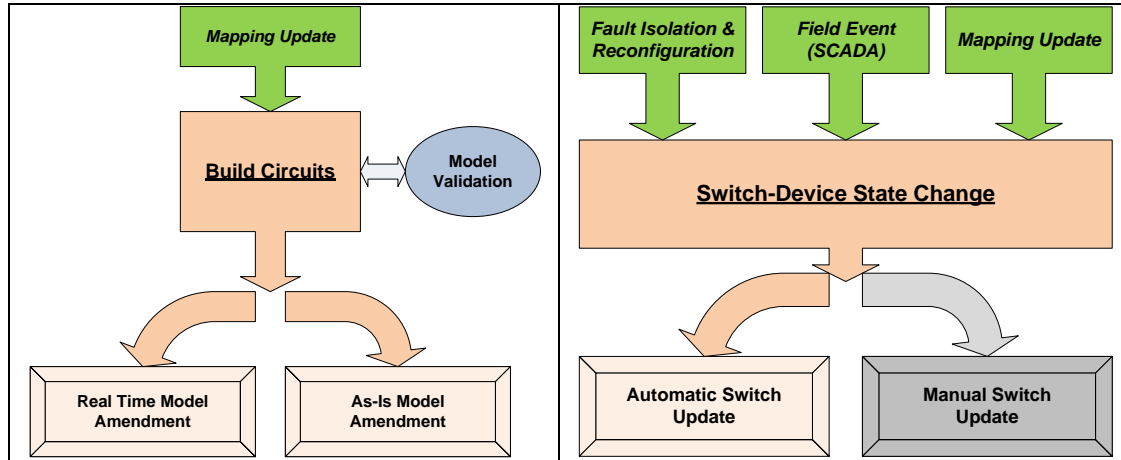 Mapping Update
Build Circuits
Model
Validation
Real Time Model
Amendment
As-Is Model
Amendment
Fault Isolation &
Reconfiguration
Field Event
(SCADA)
Mapping Update
Switch-Device State Change
Automatic Switch
Update
Manual Switch
Update